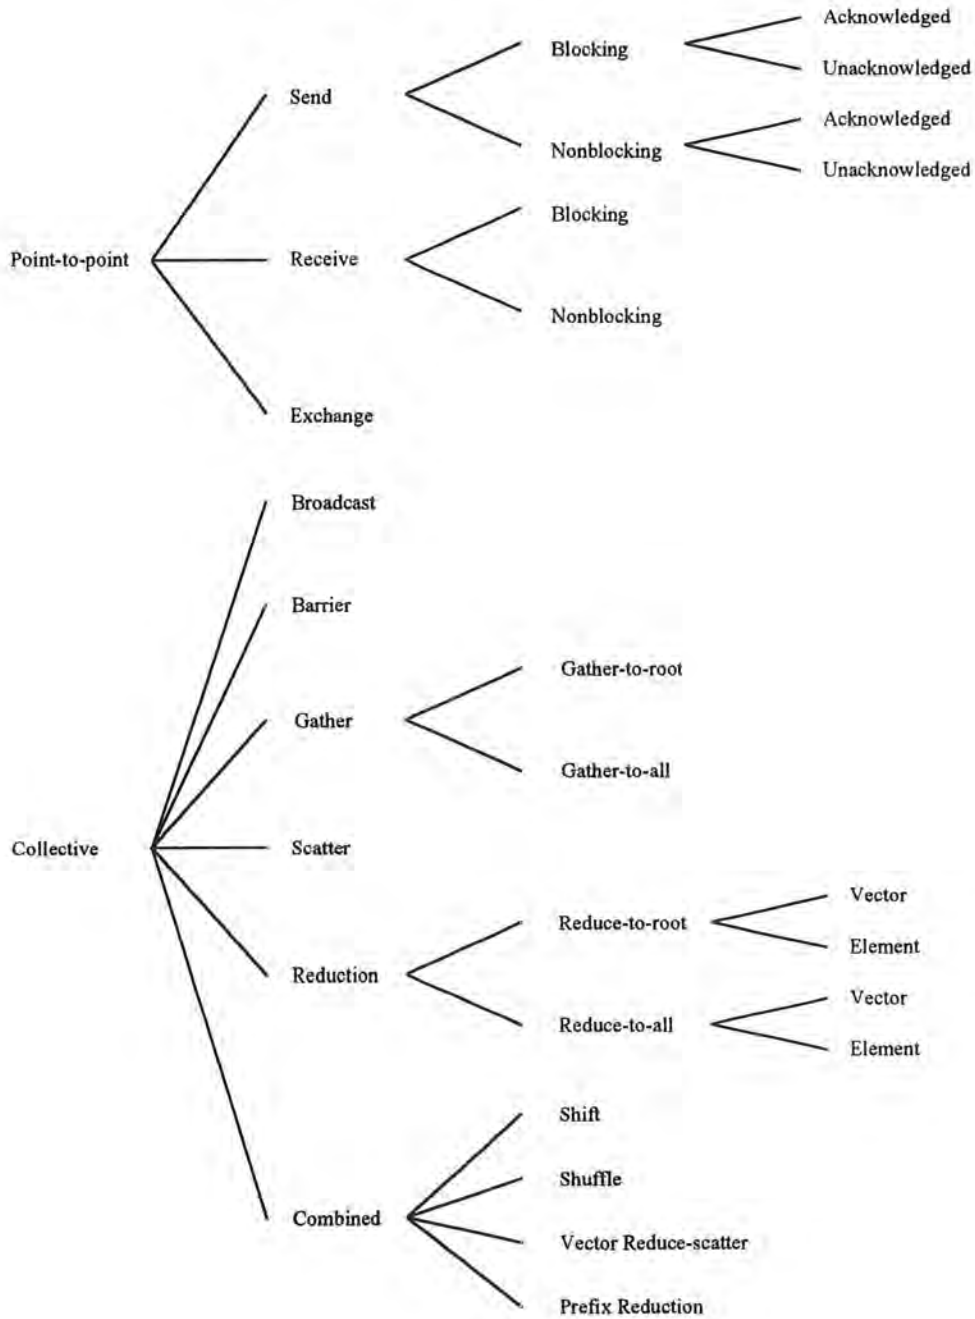 Acknowledged
Blocking
Unacknowledged
Send
Acknowledged
Nonblocking
Unacknowledged
Blocking
Point-to-point
Receive
Nonblocking
Exchange
Broadcast
Barrier
Gather-to-root
Gather
Gather-to-all
Collective
Scatter
Vector
Reduce-to-root
Element
Reduction
Vector
Reduce-to-all
Element
Shift
Shuffle
Combined
Vector Reduce-scatter
Prefix Reduction